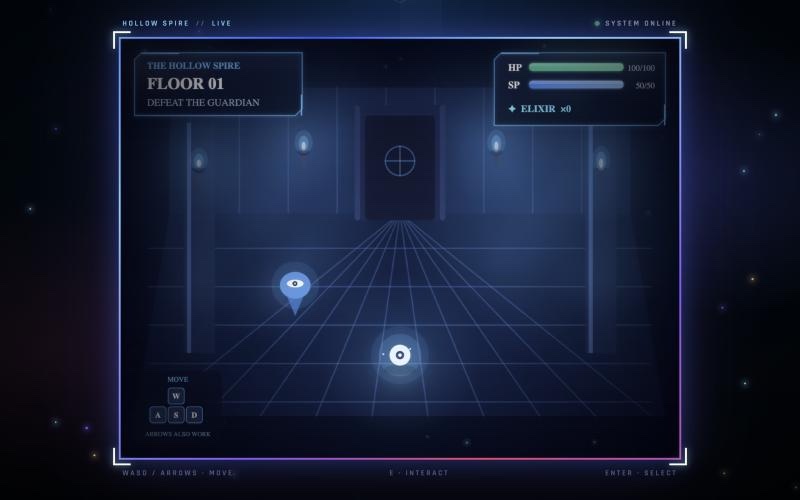 HOLLOW SPIRE // LIVE
SYSTEM ONLINE
THE HOLLOW SPIRE
FLOOR 01
DEFEAT THE GUARDIAN
HP 100/100
SP 50/50
ELIXIR ×0
MOVE
W
A S D
ARROWS ALSO WORK
WASD / ARROWS · MOVE
E · INTERACT
ENTER · SELECT